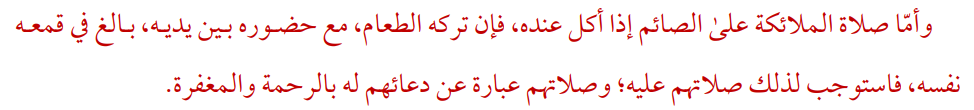 وأمّا صلاة الملائكة علىٰ الصائم إذا أكل عنده، فإن تركه الطعام، مع حضوره بين يديه، بالغ في قمعه
نفسه، فاستوجب لذلك صلاتهم عليه؛ وصلاتهم عبارة عن دعائهم له بالرحمة والمغفرة.